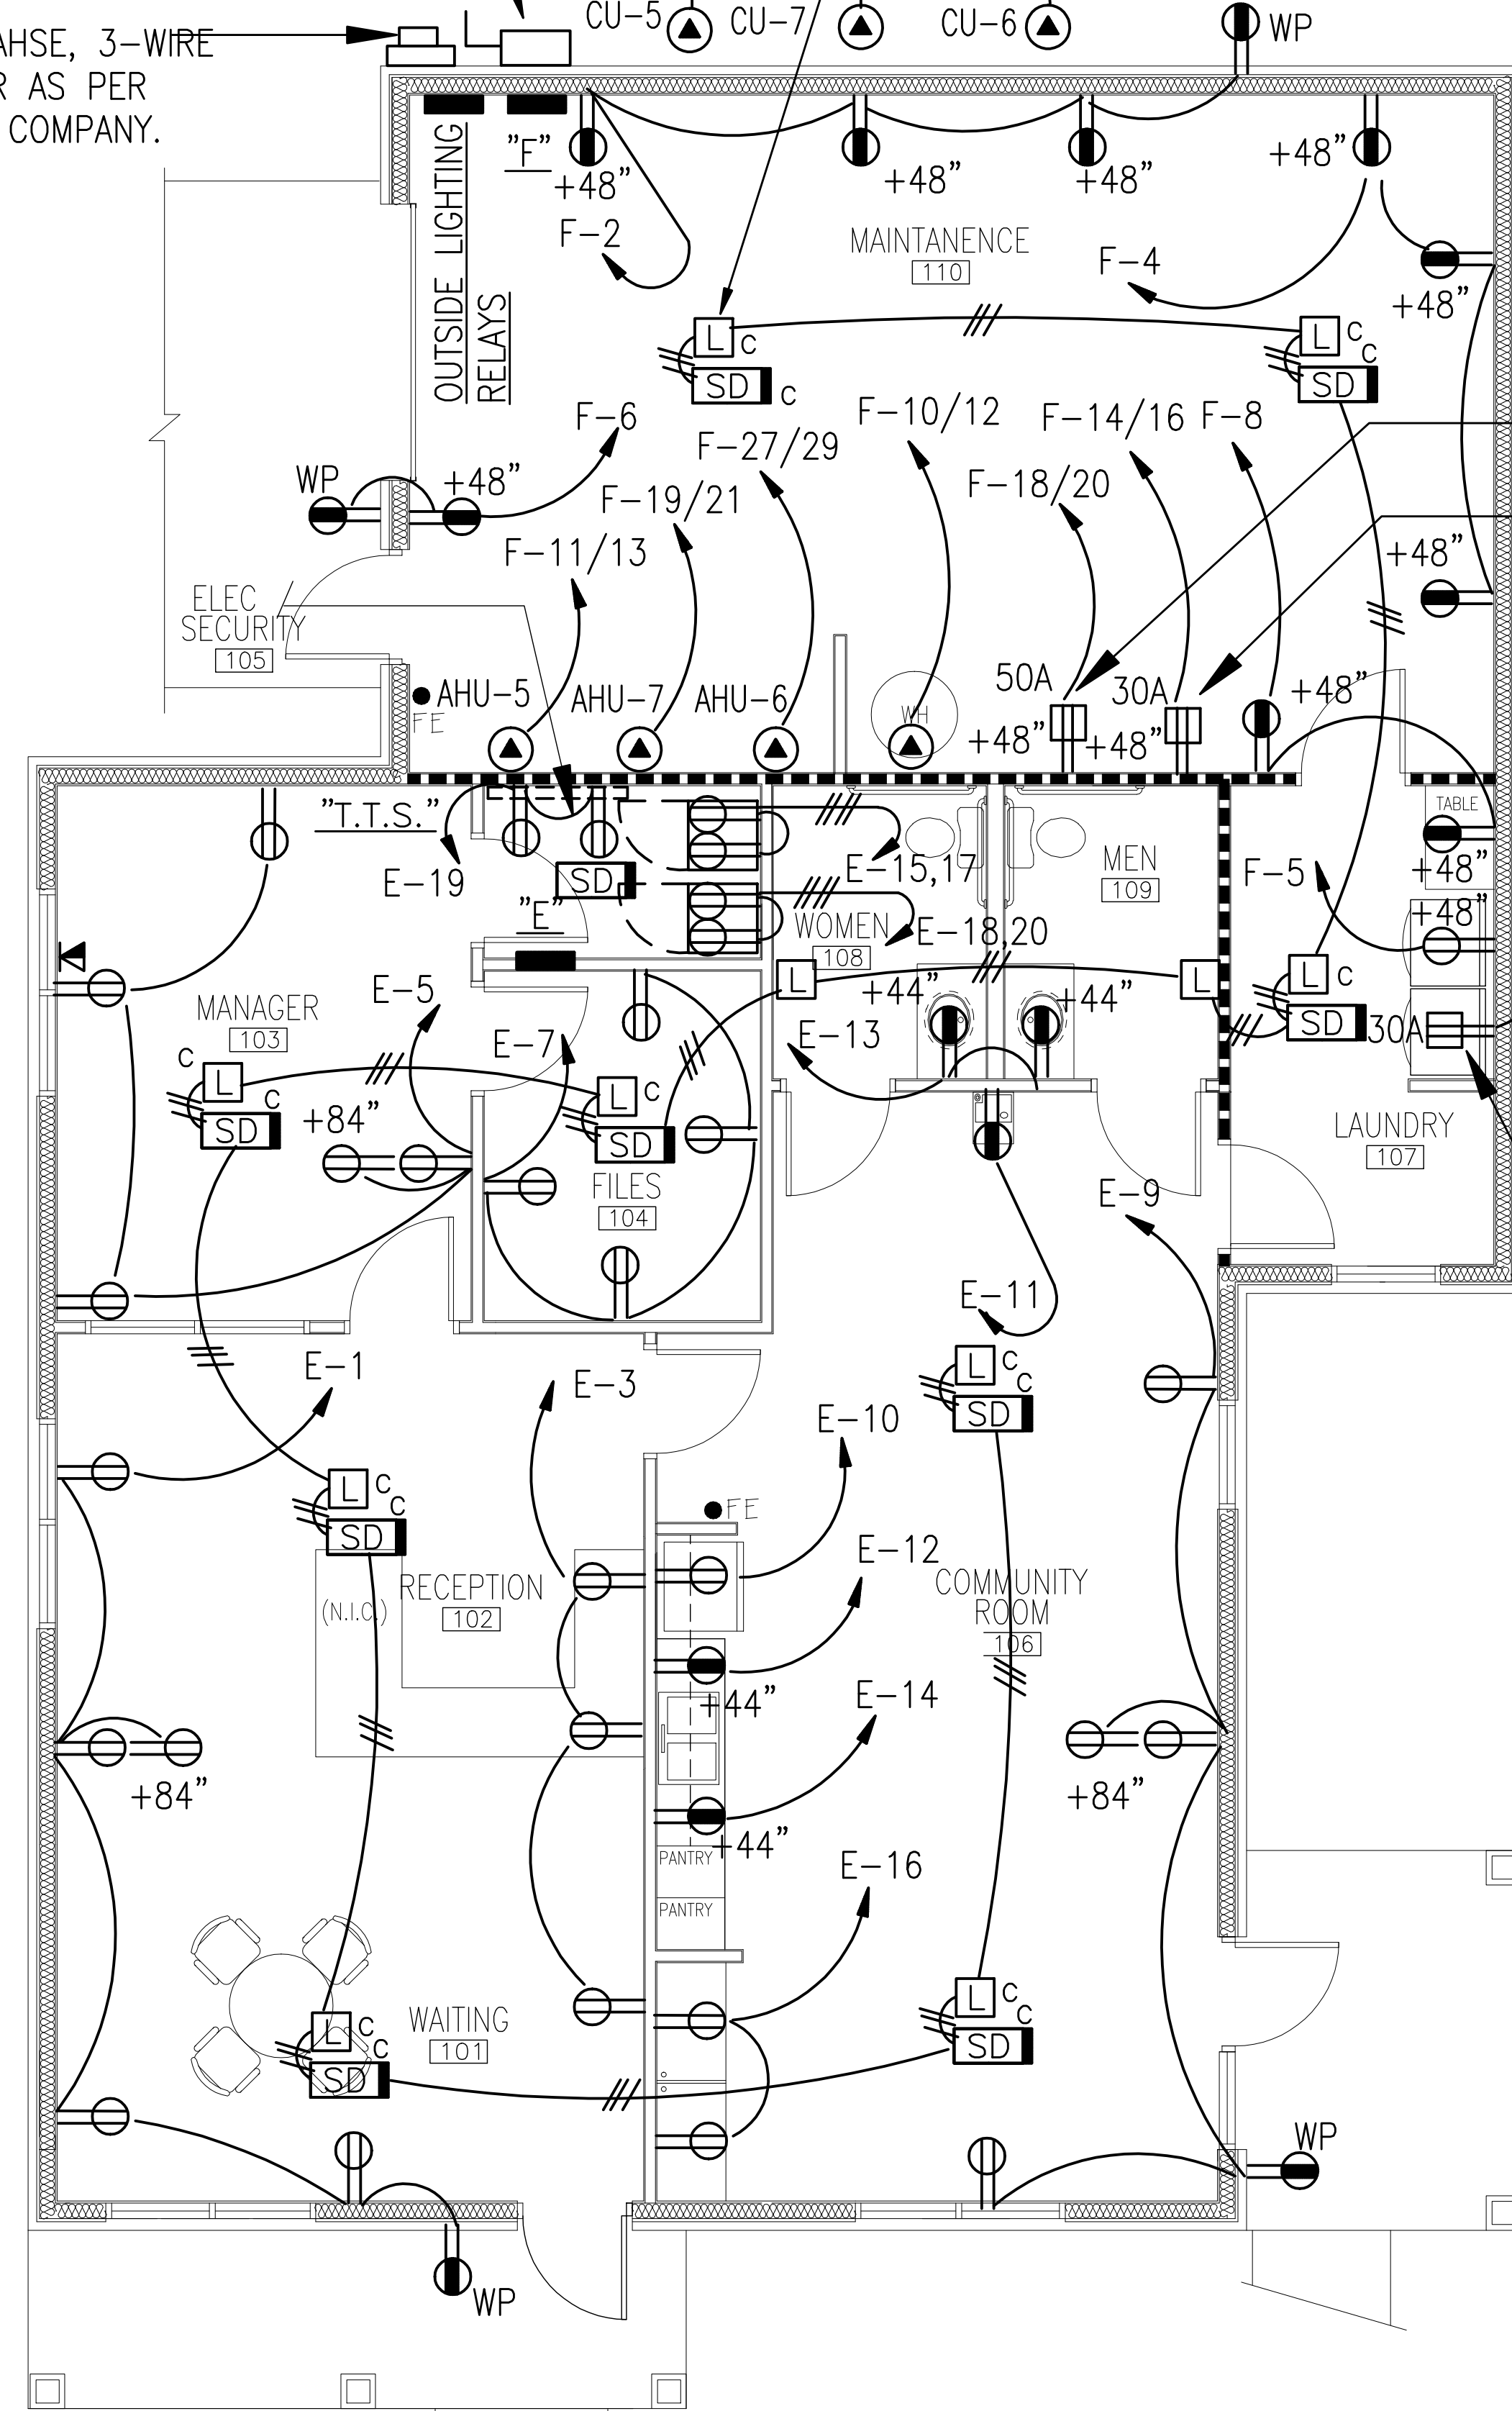 CU-5
CU-7
CU-6
WP
AHSE, 3-WIRE
R AS PER
COMPANY.
OUTSIDE LIGHTING
RELAYS
"F"
+48"
+48"
+48"
+48"
F-2
MAINTANENCE
110
F-4
+48"
L C
SD C
L C
C
SD
F-6
F-27/29
F-10/12
F-14/16
F-8
WP
+48"
F-19/21
F-18/20
F-11/13
+48"
ELEC
SECURITY
105
FE
AHU-5
AHU-7
AHU-6
WH
50A
30A
+48"
+48"
+48"
"T.T.S."
E-19
SD
"E"
E-15,17
MEN
109
TABLE
F-5
+48"
+48"
WOMEN
108
E-18,20
L
L
+44"
+44"
L C
SD
30A
MANAGER
103
E-5
E-7
E-13
C
L
C
SD
+84"
L C
SD
FILES
104
LAUNDRY
107
E-9
E-11
E-1
E-3
L C
C
SD
E-10
L C
C
SD
FE
E-12
RECEPTION
102
(N.I.C.)
COMMUNITY
ROOM
106
+44"
E-14
+84"
+84"
+44"
PANTRY
E-16
PANTRY
WAITING
101
L C
C
SD
L C
C
SD
WP
WP